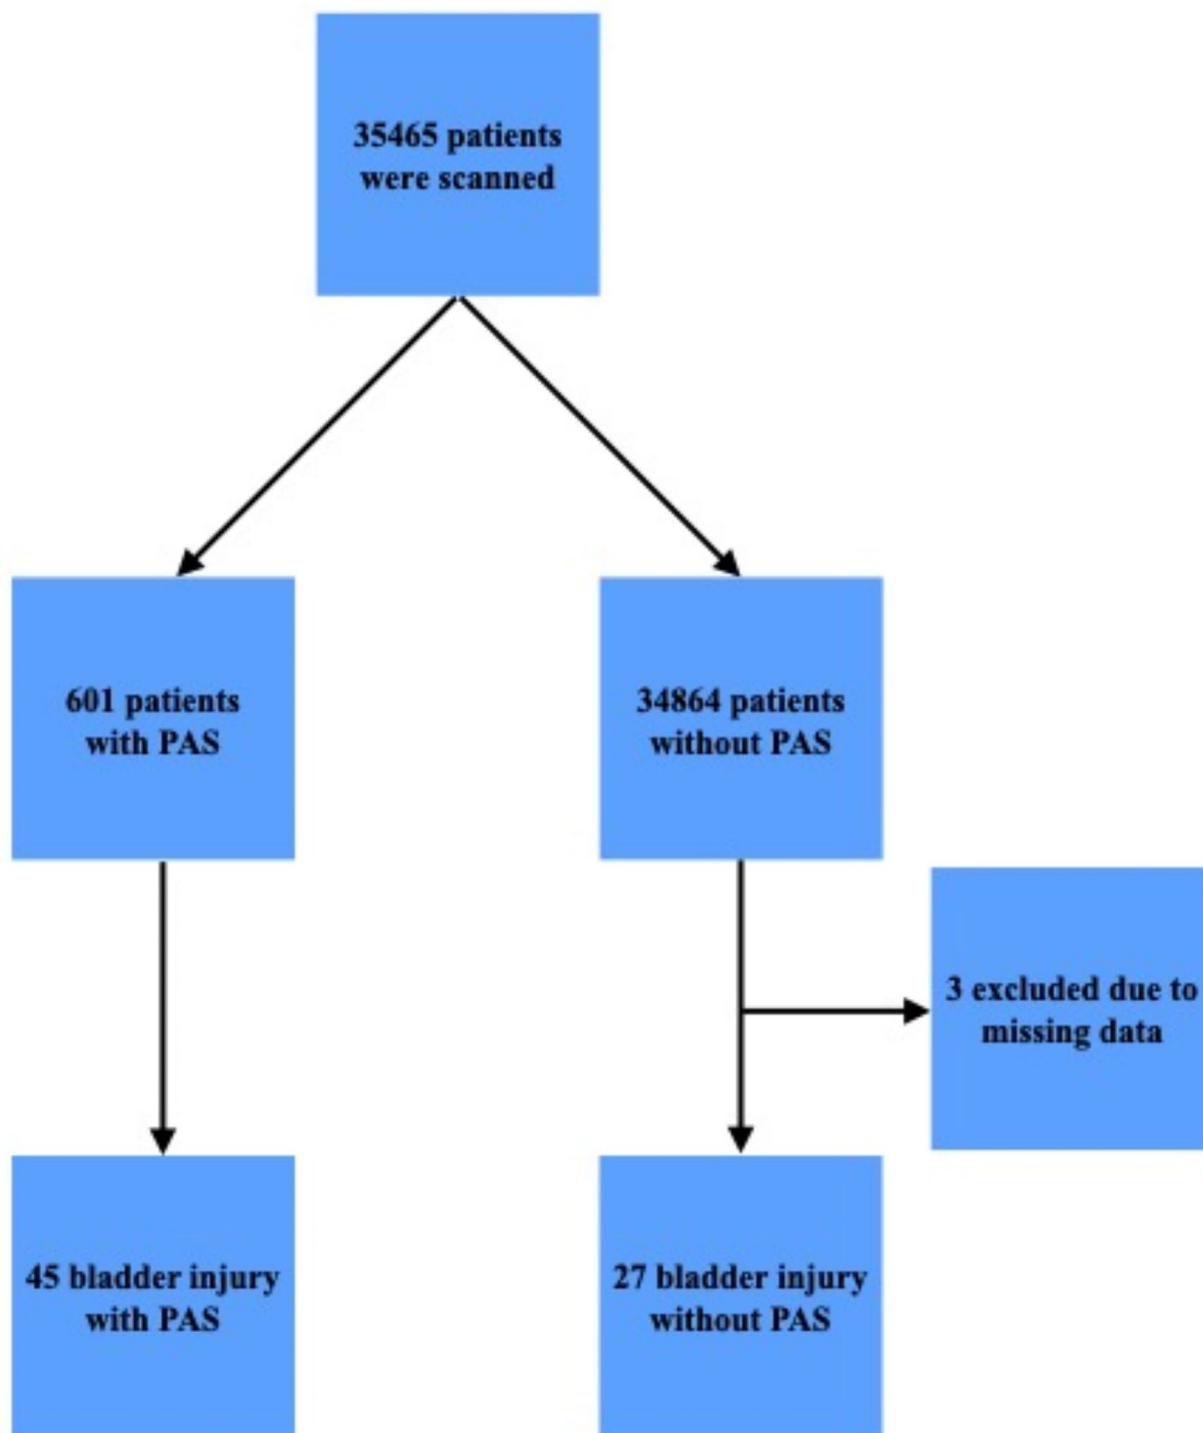 35465 patients
were scanned
601 patients
with PAS
34864 patients
without PAS
3 excluded due to
missing data
45 bladder injury
with PAS
27 bladder injury
without PAS